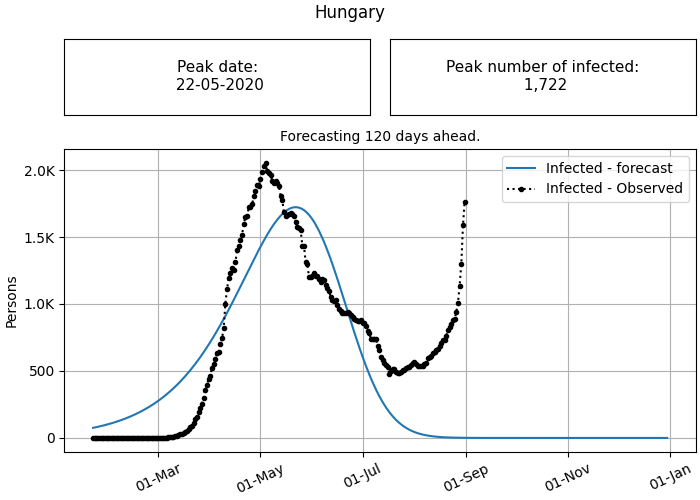 Hungary
Peak date:
22-05-2020
Peak number of infected:
1,722
Forecasting 120 days ahead.
Infected - forecast
Infected - Observed
2.0K
1.5K
1.0K
500
0
Persons
01-Mar
01-May
01-Jul
01-Sep
01-Nov
01-Jan